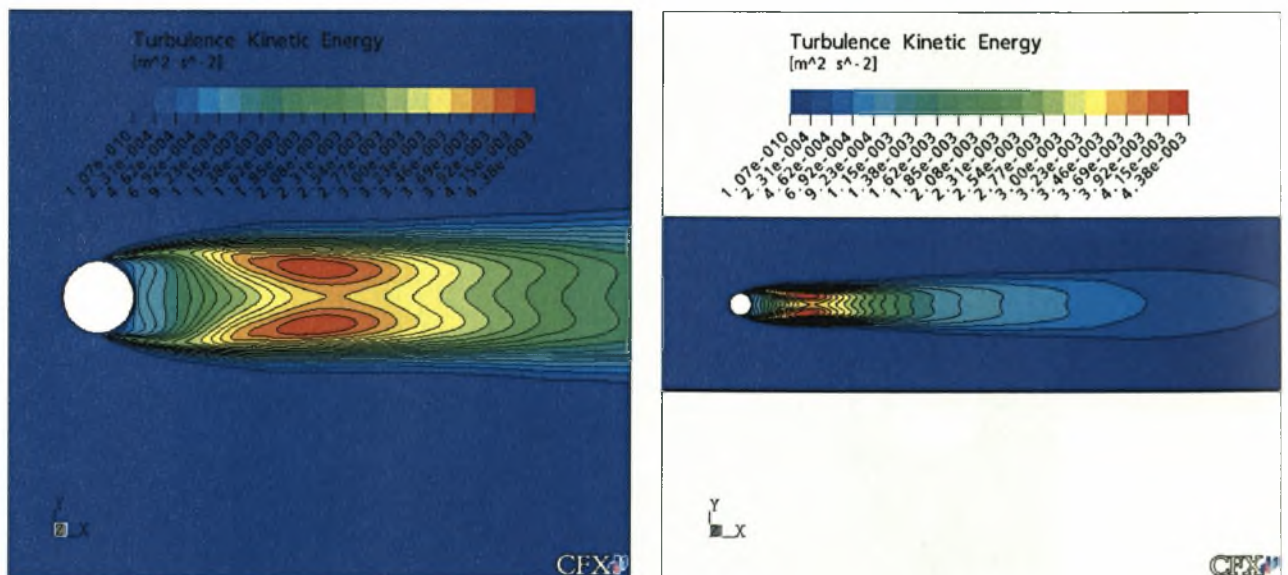 Turbulence Kinetic Energy
[m^2 s^-2]
1.07e-010
2.31e-004
4.62e-004
6.92e-004
9.23e-004
1.15e-003
1.38e-003
1.62e-003
1.85e-003
2.08e-003
2.31e-003
2.54e-003
2.77e-003
3.00e-003
3.23e-003
3.46e-003
3.69e-003
3.92e-003
4.15e-003
4.38e-003
Y
Z X
CFX
Turbulence Kinetic Energy
[m^2 s^-2]
1.07e-010
2.31e-004
4.62e-004
6.92e-004
9.23e-004
1.15e-003
1.38e-003
1.62e-003
1.85e-003
2.08e-003
2.31e-003
2.54e-003
2.77e-003
3.00e-003
3.23e-003
3.46e-003
3.69e-003
3.92e-003
4.15e-003
4.38e-003
Y
Z X
CFX